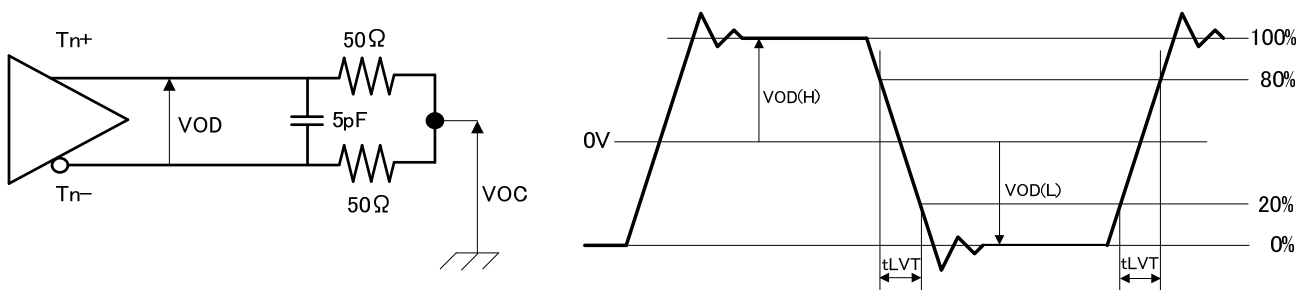 Tn+
50Ω
VOD
5pF
Tn−
50Ω
VOC
100%
80%
VOD(H)
0V
VOD(L)
20%
0%
tLVT
tLVT